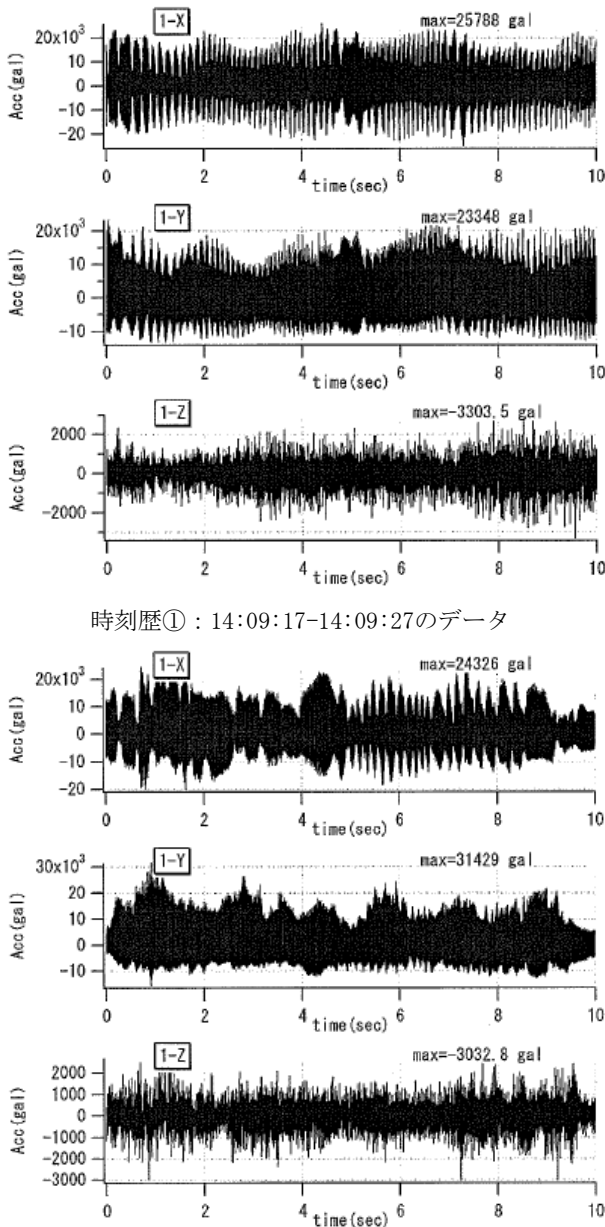 1-X max=25788 gal
20x10³
10
0
-10
-20
Acc(gal)
0 2 4 6 8 10
time(sec)
1-Y max=23348 gal
20x10³
10
0
-10
Acc(gal)
0 2 4 6 8 10
time(sec)
1-Z max=-3303.5 gal
2000
0
-2000
Acc(gal)
0 2 4 6 8 10
time(sec)
時刻歴①：14:09:17-14:09:27のデータ
1-X max=24326 gal
20x10³
10
0
-10
-20
Acc(gal)
0 2 4 6 8 10
time(sec)
1-Y max=31429 gal
30x10³
20
10
0
-10
Acc(gal)
0 2 4 6 8 10
time(sec)
1-Z max=-3032.8 gal
2000
1000
0
-1000
-2000
-3000
Acc(gal)
0 2 4 6 8 10
time(sec)